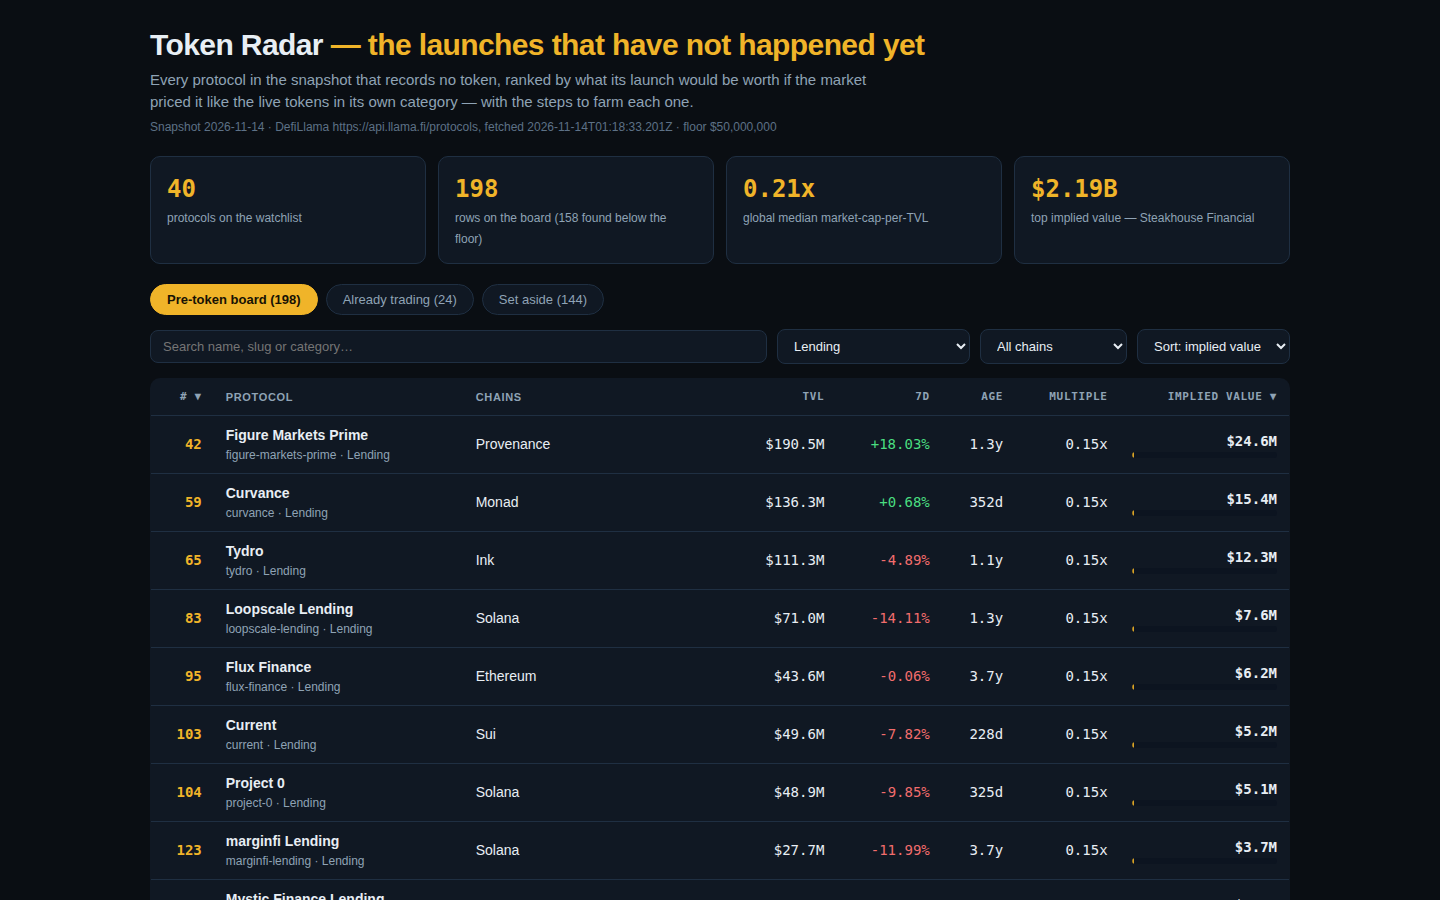 Token Radar — the launches that have not happened yet
Every protocol in the snapshot that records no token, ranked by what its launch would be worth if the market
priced it like the live tokens in its own category — with the steps to farm each one.
Snapshot 2026-11-14 · DefiLlama https://api.llama.fi/protocols, fetched 2026-11-14T01:18:33.201Z · floor $50,000,000
40
protocols on the watchlist
198
rows on the board (158 found below the
floor)
0.21x
global median market-cap-per-TVL
$2.19B
top implied value — Steakhouse Financial
Pre-token board (198) Already trading (24) Set aside (144)
Search name, slug or category… Lending All chains Sort: implied value
# ▼ PROTOCOL CHAINS TVL 7D AGE MULTIPLE IMPLIED VALUE ▼
42 Figure Markets Prime Provenance $190.5M +18.03% 1.3y 0.15x $24.6M
figure-markets-prime · Lending
59 Curvance Monad $136.3M +0.68% 352d 0.15x $15.4M
curvance · Lending
65 Tydro Ink $111.3M -4.89% 1.1y 0.15x $12.3M
tydro · Lending
83 Loopscale Lending Solana $71.0M -14.11% 1.3y 0.15x $7.6M
loopscale-lending · Lending
95 Flux Finance Ethereum $43.6M -0.06% 3.7y 0.15x $6.2M
flux-finance · Lending
103 Current Sui $49.6M -7.82% 228d 0.15x $5.2M
current · Lending
104 Project 0 Solana $48.9M -9.85% 325d 0.15x $5.1M
project-0 · Lending
123 marginfi Lending Solana $27.7M -11.99% 3.7y 0.15x $3.7M
marginfi-lending · Lending
Mystic Finance Lending